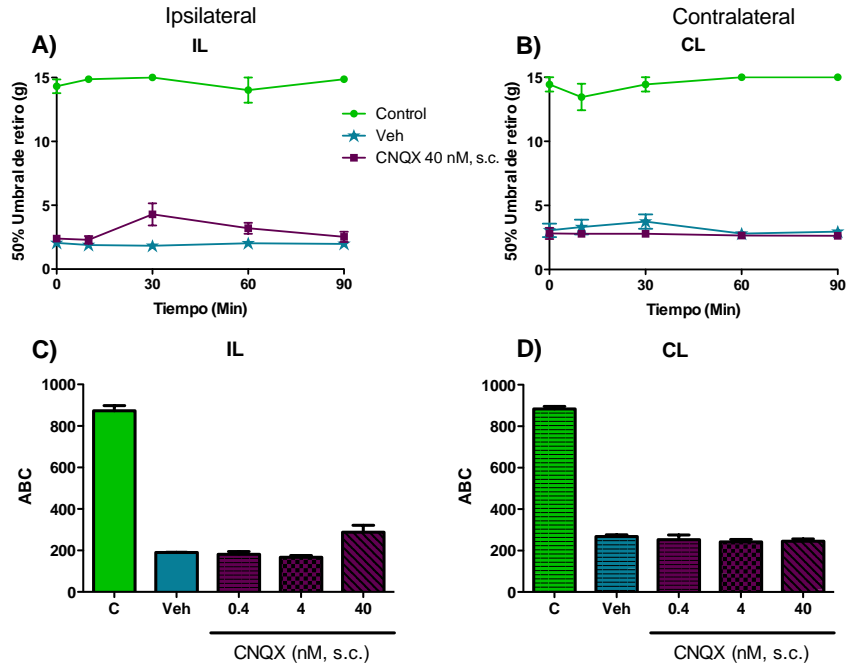 Ipsilateral
Contralateral
A)
IL
B)
CL
50% Umbral de retiro (g)
15
10
5
0
0
30
60
90
Tiempo (Min)
Control
Veh
CNQX 40 nM, s.c.
50% Umbral de retiro (g)
15
10
5
0
0
30
60
90
Tiempo (Min)
C)
IL
ABC
1000
800
600
400
200
0
C
Veh
0.4
4
40
CNQX (nM, s.c.)
D)
CL
ABC
1000
800
600
400
200
0
C
Veh
0.4
4
40
CNQX (nM, s.c.)